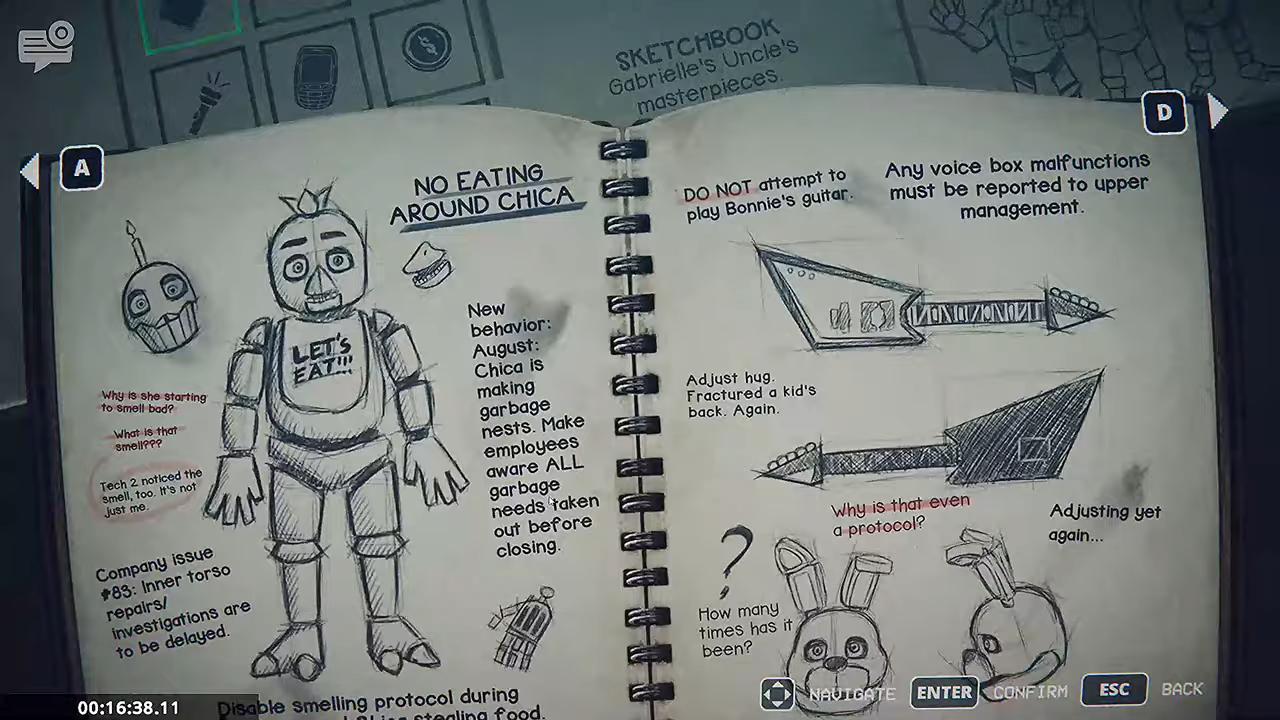 SKETCHBOOK
Gabrielle's Uncle's
masterpieces.
A
D
NO EATING
AROUND CHICA
LET'S
EAT!!!
New
behavior:
August:
Chica is
making
garbage
nests. Make
employees
aware ALL
garbage
needs taken
out before
closing.
Why is she starting
to smell bad?
What is that
smell???
Tech 2 noticed the
smell, too. It's not
just me.
Company issue
#83: Inner torso
repairs/
investigations are
to be delayed.
Disable smelling protocol during
stealing food.
DO NOT attempt to
play Bonnie's guitar.
Any voice box malfunctions
must be reported to upper
management.
Adjust hug.
Fractured a kid's
back. Again.
Why is that even
a protocol?
Adjusting yet
again...
?
How many
times has it
been?
NAVIGATE ENTER CONFIRM ESC BACK
00:16:38.11